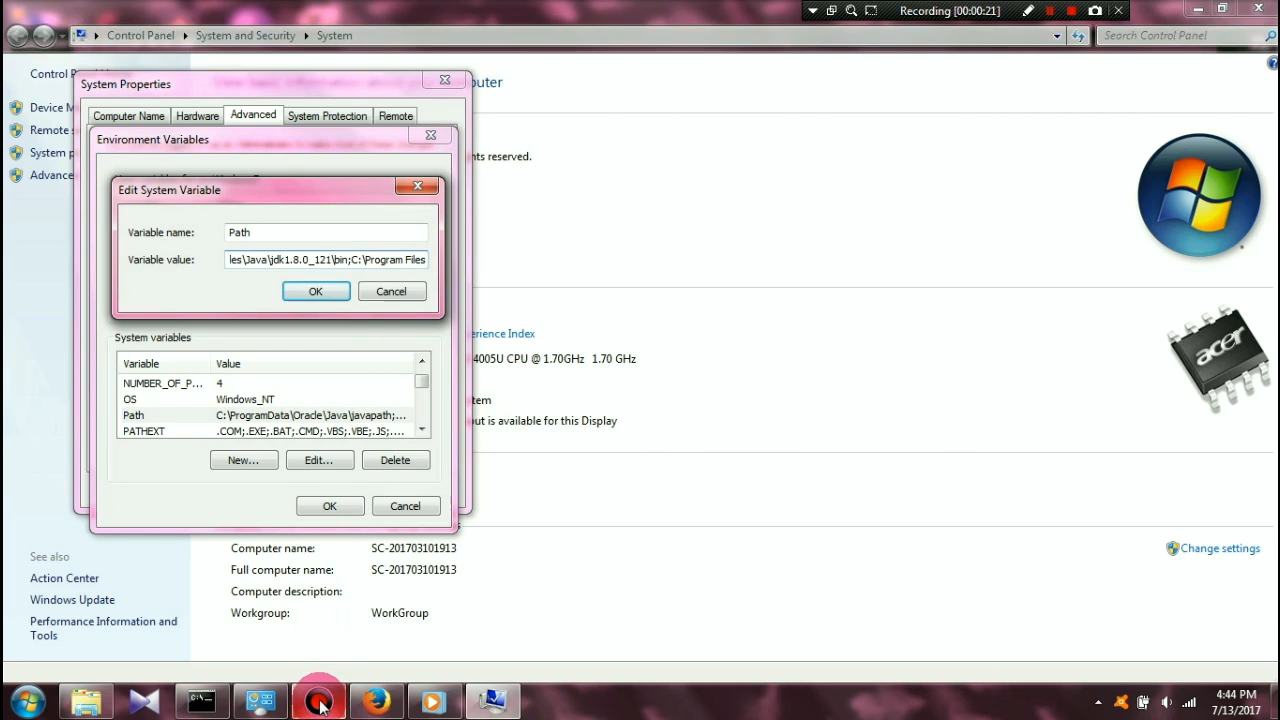 Recording [00:00:21]
Control Panel
System and Security
System
Search Control Panel
Control P
Device M
Remote s
System p
Advance
uter
nts reserved.
System Properties
Computer Name
Hardware
Advanced
System Protection
Remote
Environment Variables
Edit System Variable
Variable name:
Path
Variable value:
les\Java\jdk1.8.0_121\bin;C:\Program Files
OK
Cancel
System variables
Variable
Value
NUMBER_OF_P...
4
OS
Windows_NT
Path
C:\ProgramData\Oracle\Java\javapath;...
PATHEXT
.COM;.EXE;.BAT;.CMD;.VBS;.VBE;.JS;....
New...
Edit...
Delete
OK
Cancel
erience Index
4005U CPU @ 1.70GHz 1.70 GHz
tem
put is available for this Display
acer
Computer name:
SC-201703101913
Full computer name:
SC-201703101913
Computer description:
Workgroup:
WorkGroup
Change settings
See also
Action Center
Windows Update
Performance Information and
Tools
4:44 PM
7/13/2017